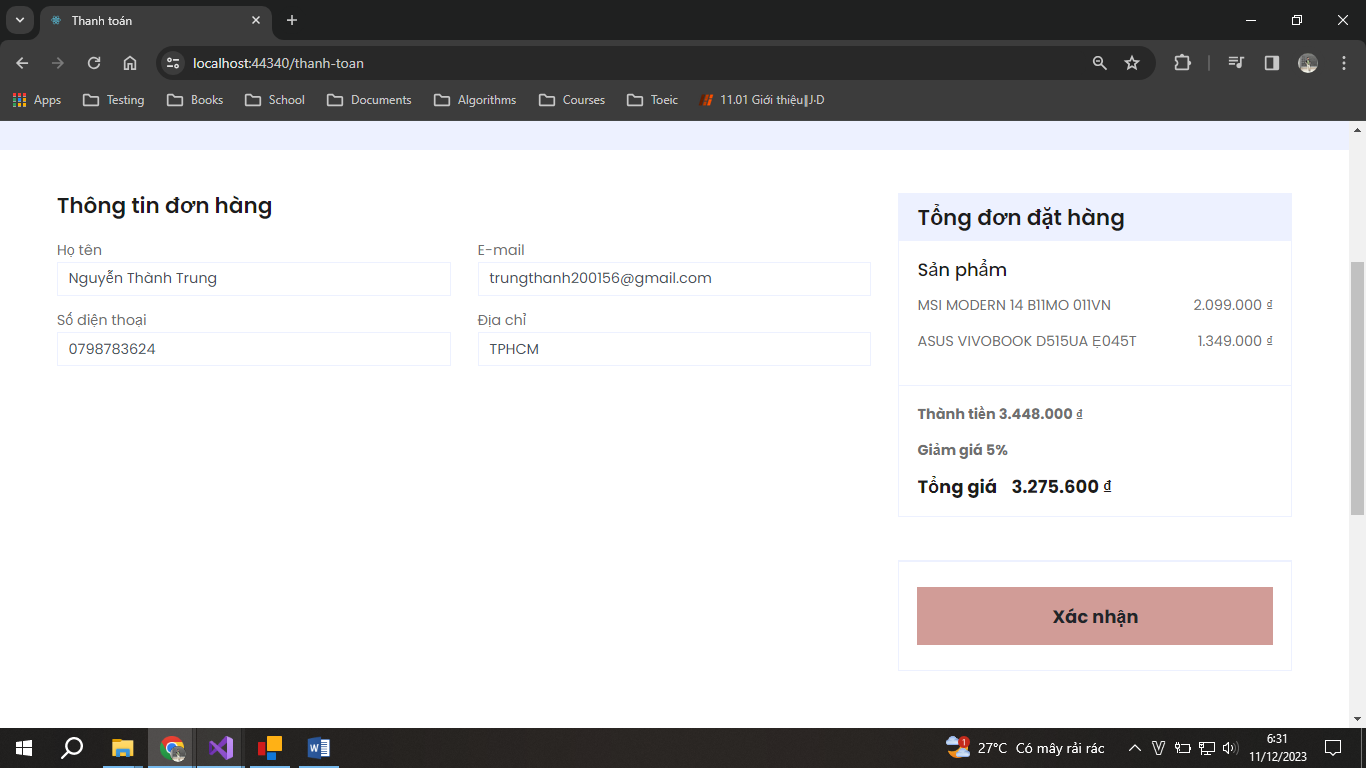 Thanh toán
localhost:44340/thanh-toan
Apps Testing Books School Documents Algorithms Courses Toeic 11.01 Giới thiệu∥J·D
Thông tin đơn hàng
Họ tên
Nguyễn Thành Trung
E-mail
trungthanh200156@gmail.com
Số điện thoại
0798783624
Địa chỉ
TPHCM
Tổng đơn đặt hàng
Sản phẩm
MSI MODERN 14 B11MO 011VN 2.099.000 ₫
ASUS VIVOBOOK D515UA Ẹ045T 1.349.000 ₫
Thành tiền 3.448.000 ₫
Giảm giá 5%
Tổng giá 3.275.600 ₫
Xác nhận
1
27°C Có mây rải rác
6:31
11/12/2023